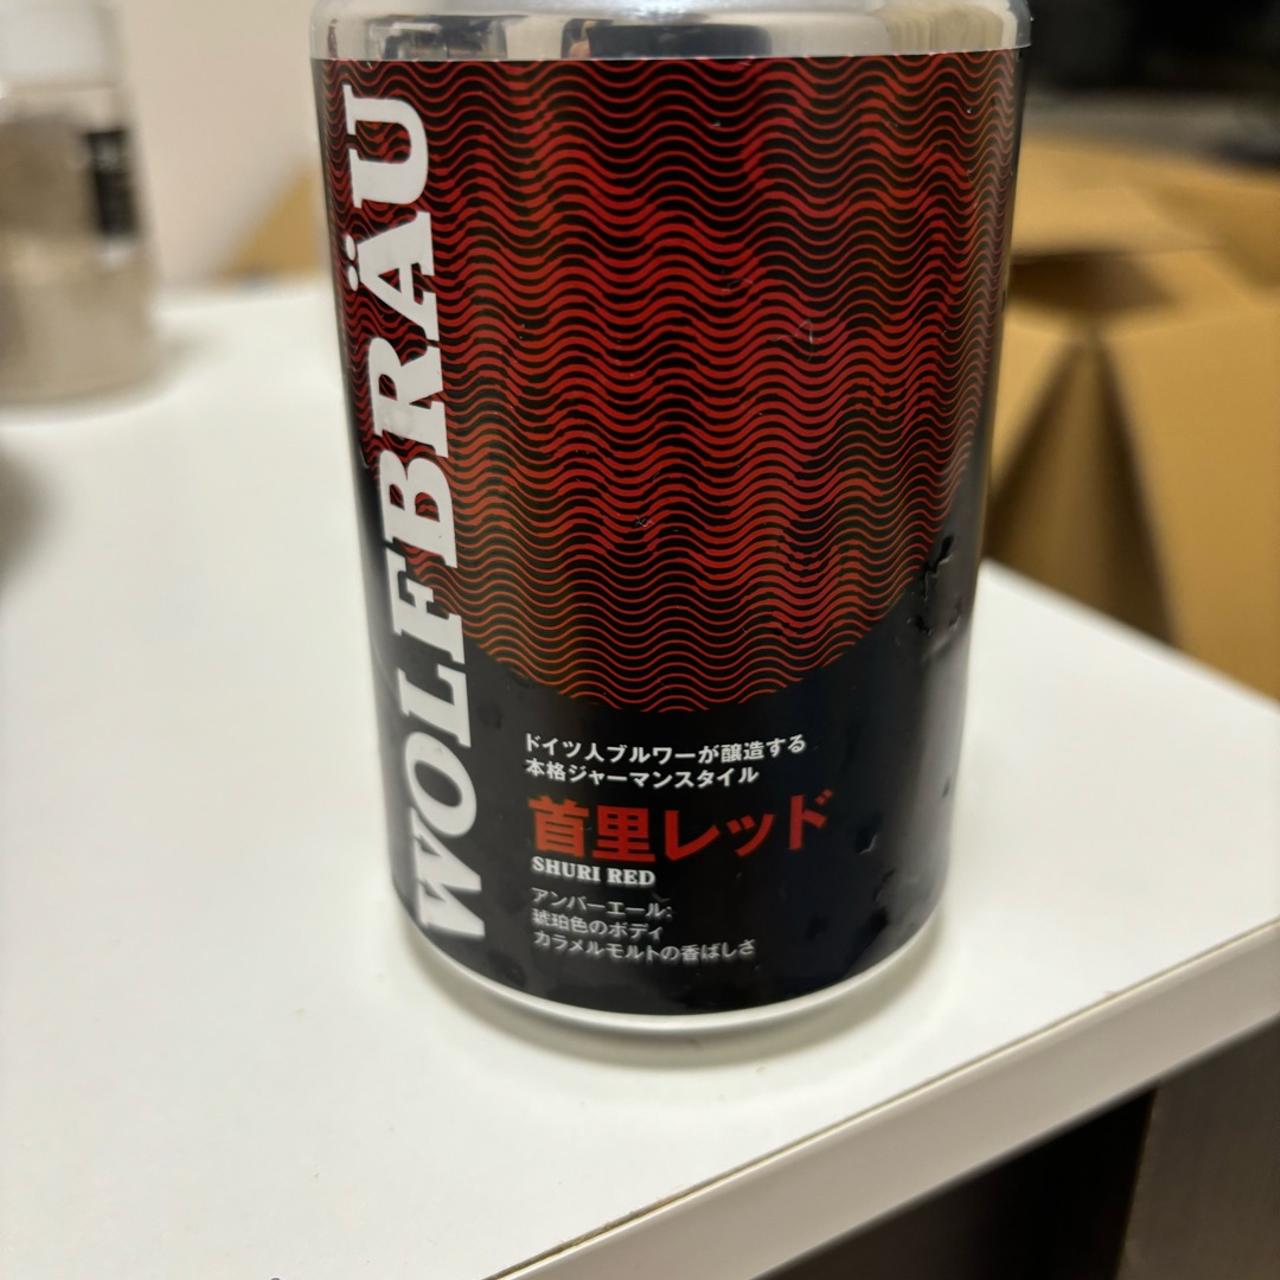 WOLFBRÄU
ドイツ人ブルワーが醸造する
本格ジャーマンスタイル
首里レッド
SHURI RED
アンバーエール:
琥珀色のボディ
カラメルモルトの香ばしさ